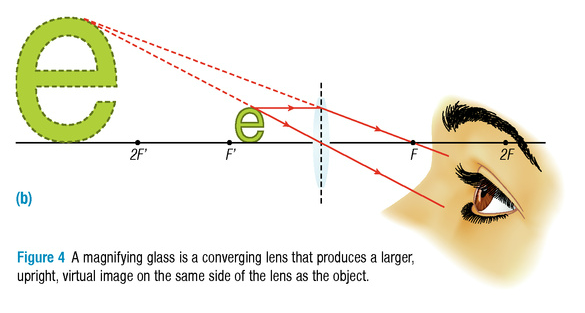 e
e
2F' F' F 2F
(b)
Figure 4 A magnifying glass is a converging lens that produces a larger,
upright, virtual image on the same side of the lens as the object.